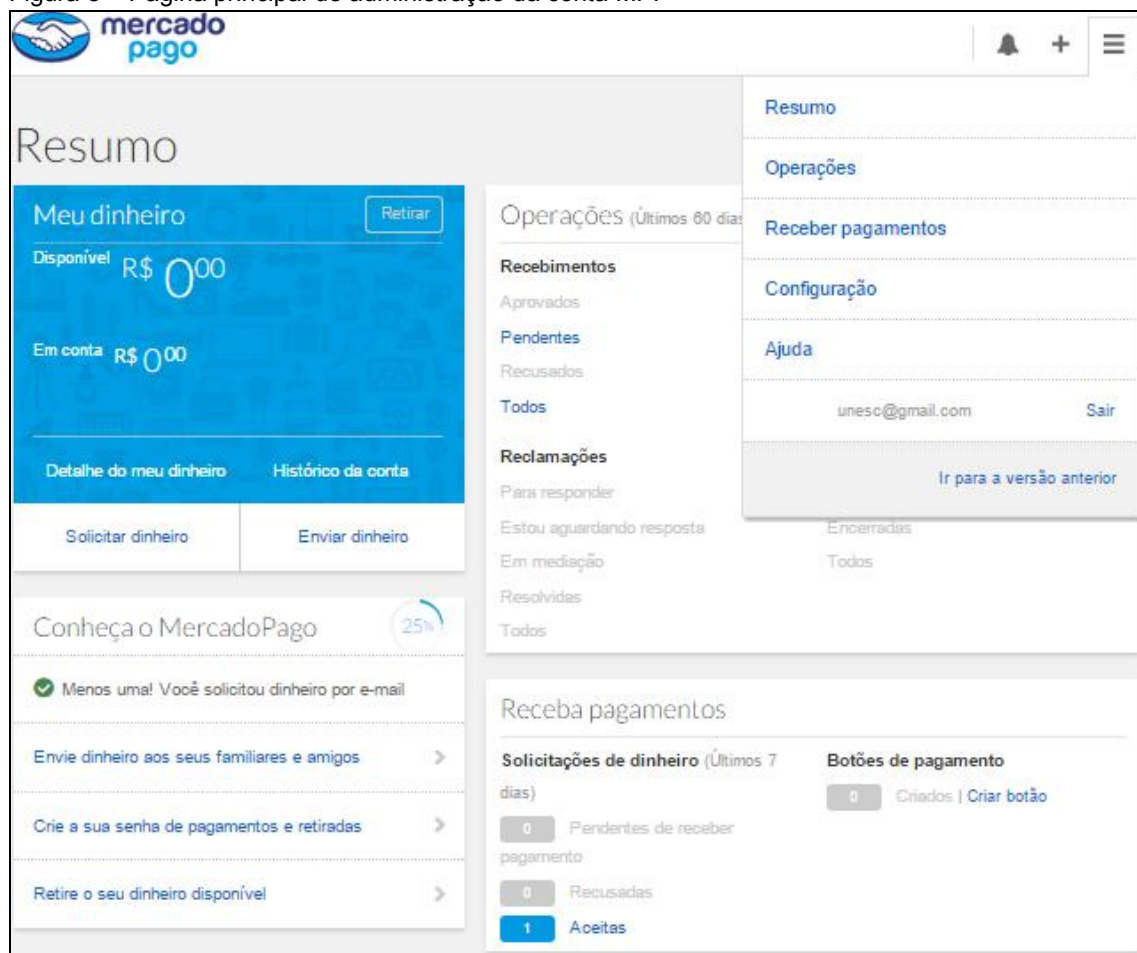 Página principal de administração da conta
mercado
pago
Resumo
Meu dinheiro Retirar
Disponível R$ 0 00
Em conta R$ 0 00
Detalhe do meu dinheiro Histórico da conta
Solicitar dinheiro Enviar dinheiro
Conheça o MercadoPago 25%
Menos uma! Você solicitou dinheiro por e-mail
Envie dinheiro aos seus familiares e amigos
Crie a sua senha de pagamentos e retiradas
Retire o seu dinheiro disponível
Operações (Últimos 60 dias
Recebimentos
Aprovados
Pendentes
Recusados
Todos
Reclamações
Para responder
Estou aguardando resposta
Em mediação
Resolvidas
Todos
Encerradas
Todos
Resumo
Operações
Receber pagamentos
Configuração
Ajuda
unesc@gmail.com Sair
Ir para a versão anterior
Receba pagamentos
Solicitações de dinheiro (Últimos 7
dias)
0 Pendentes de receber
pagamento
0 Recusadas
1 Aceitas
Botões de pagamento
0 Criados | Criar botão